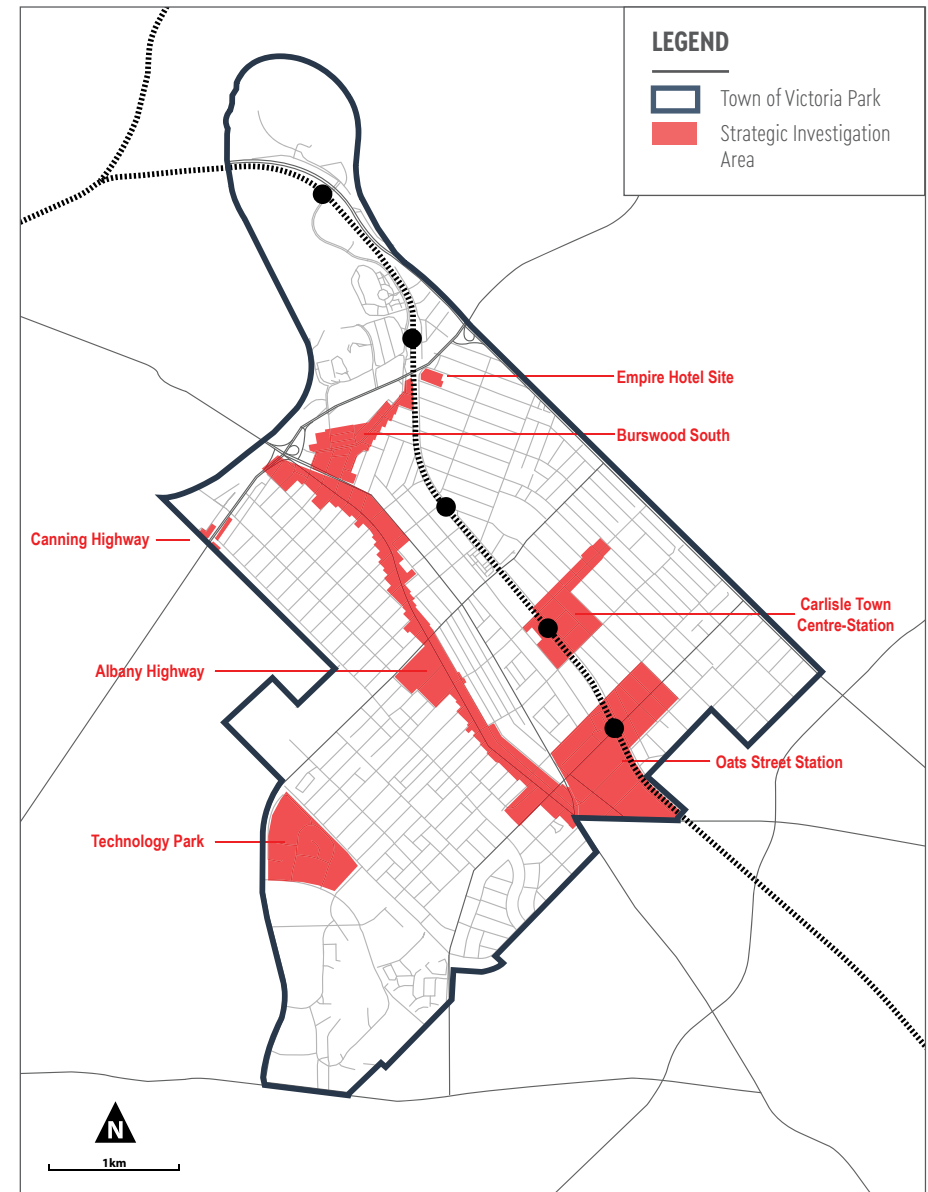 LEGEND
Town of Victoria Park
Strategic Investigation
Area
Empire Hotel Site
Burswood South
Canning Highway
Carlisle Town
Centre-Station
Albany Highway
Oats Street Station
Technology Park
N
1km